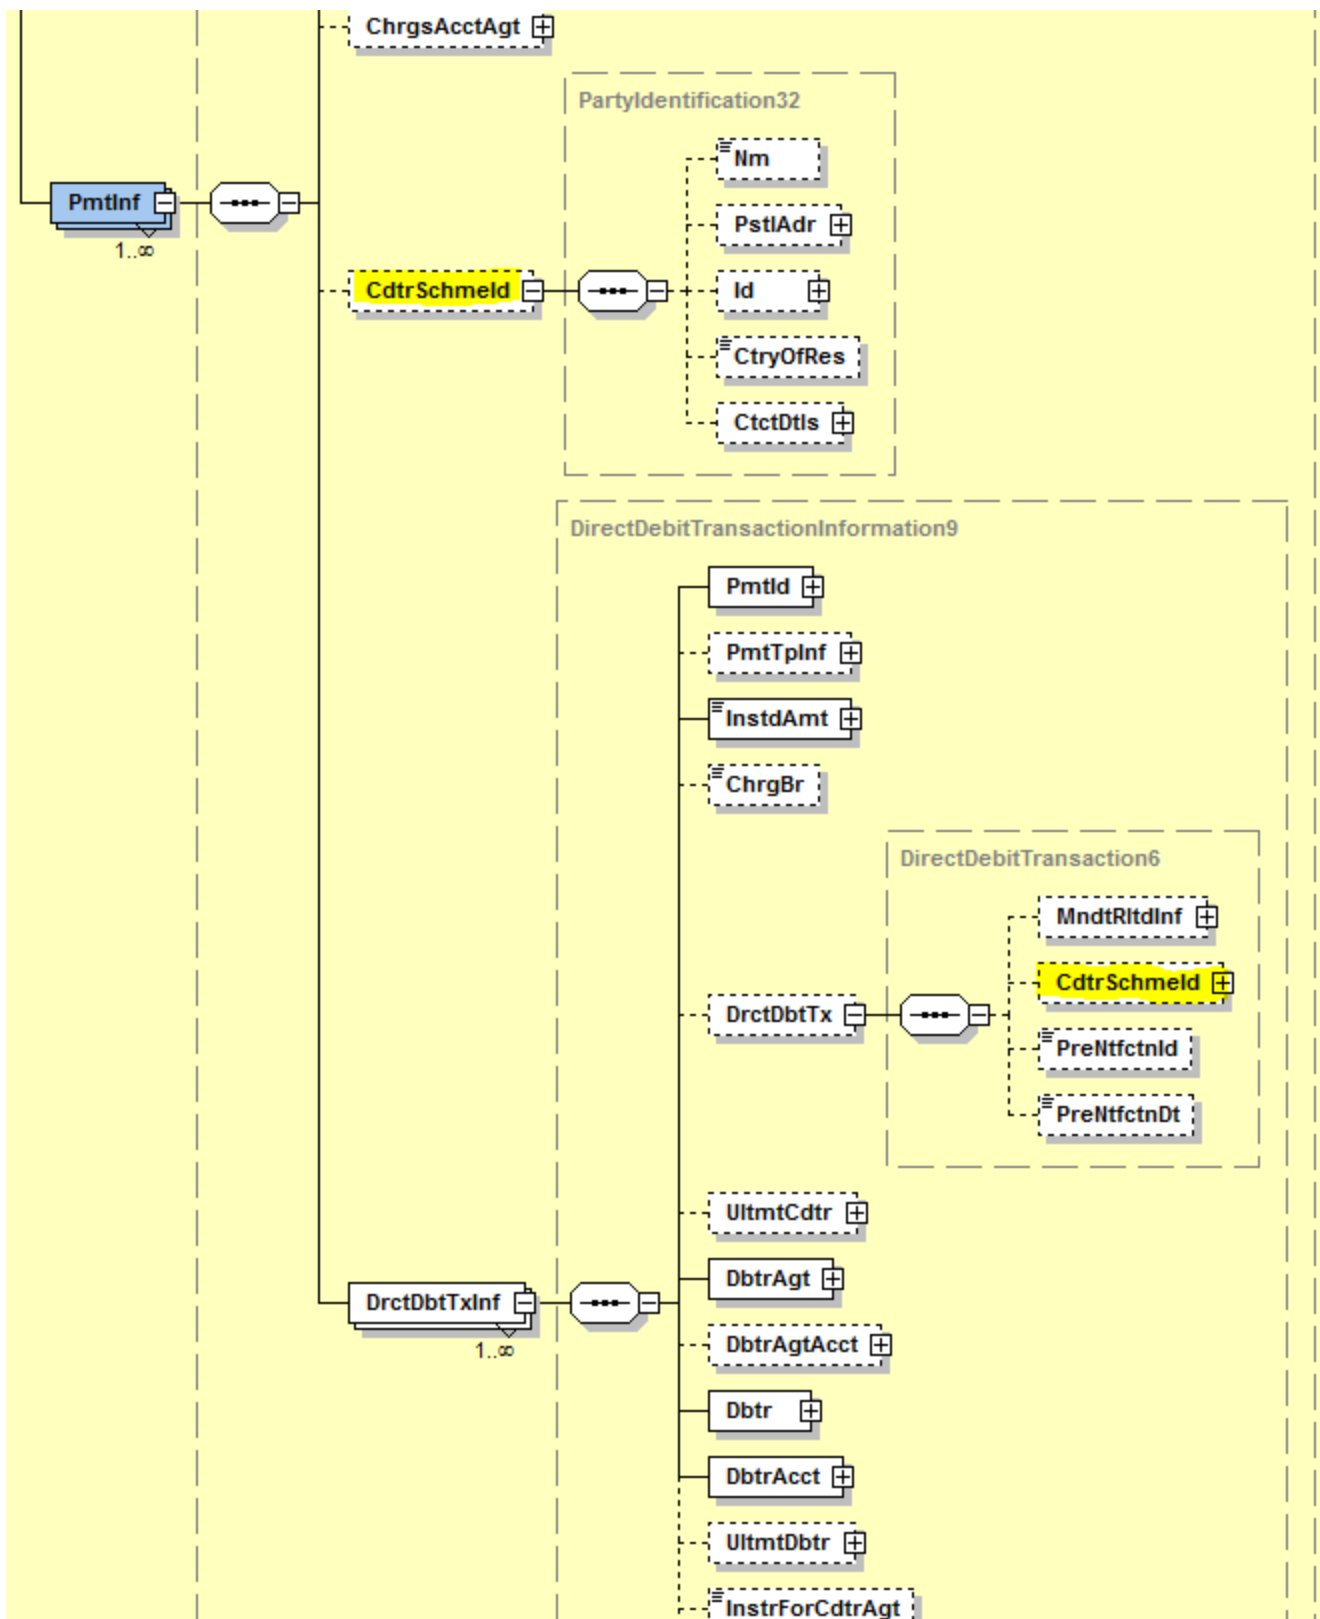 ChrgsAcctAgt
PartyIdentification32
Nm
PmtInf
1..∞
PstlAdr
CdtrSchmeId
Id
CtryOfRes
CtctDtls
DirectDebitTransactionInformation9
PmtId
PmtTpInf
InstdAmt
ChrgBr
DirectDebitTransaction6
MndtRltdInf
CdtrSchmeId
DrctDbtTx
PreNtfctnId
PreNtfctnDt
UltmtCdtr
DbtrAgt
DrctDbtTxInf
1..∞
DbtrAgtAcct
Dbtr
DbtrAcct
UltmtDbtr
InstrForCdtrAgt